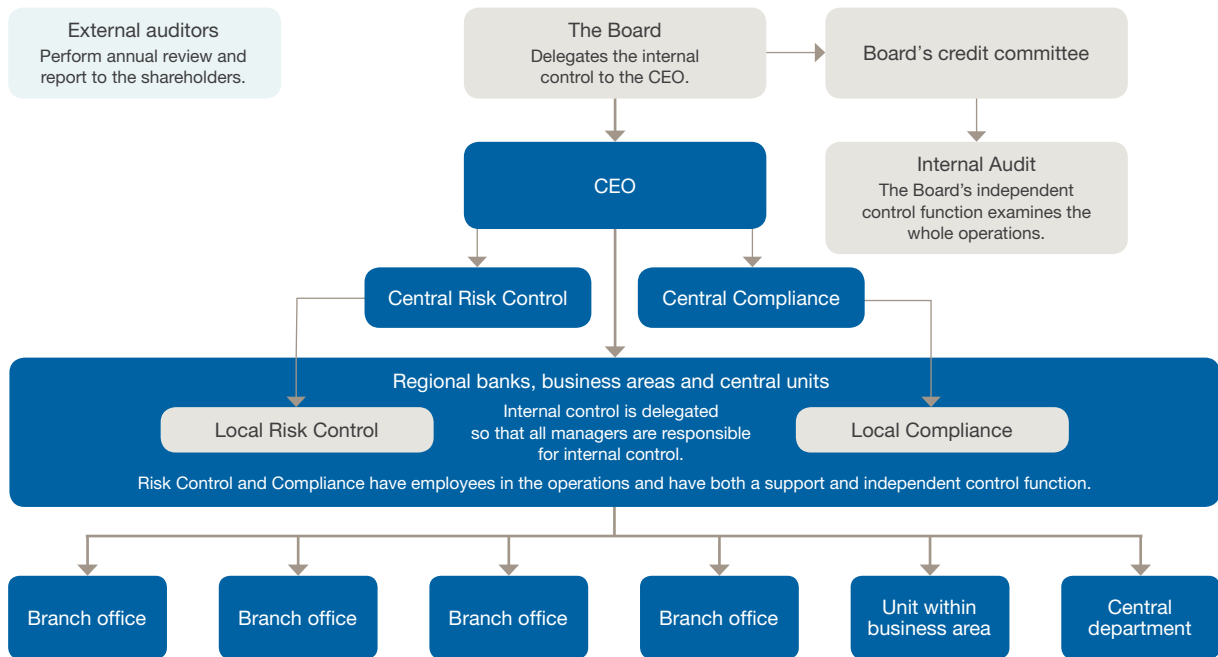 External auditors
Perform annual review and
report to the shareholders.
The Board
Delegates the internal
control to the CEO.
Board’s credit committee
CEO
Internal Audit
The Board’s independent
control function examines the
whole operations.
Central Risk Control
Central Compliance
Regional banks, business areas and central units
Local Risk Control
Internal control is delegated
so that all managers are responsible
for internal control.
Local Compliance
Risk Control and Compliance have employees in the operations and have both a support and independent control function.
Branch office
Branch office
Branch office
Branch office
Unit within
business area
Central
department